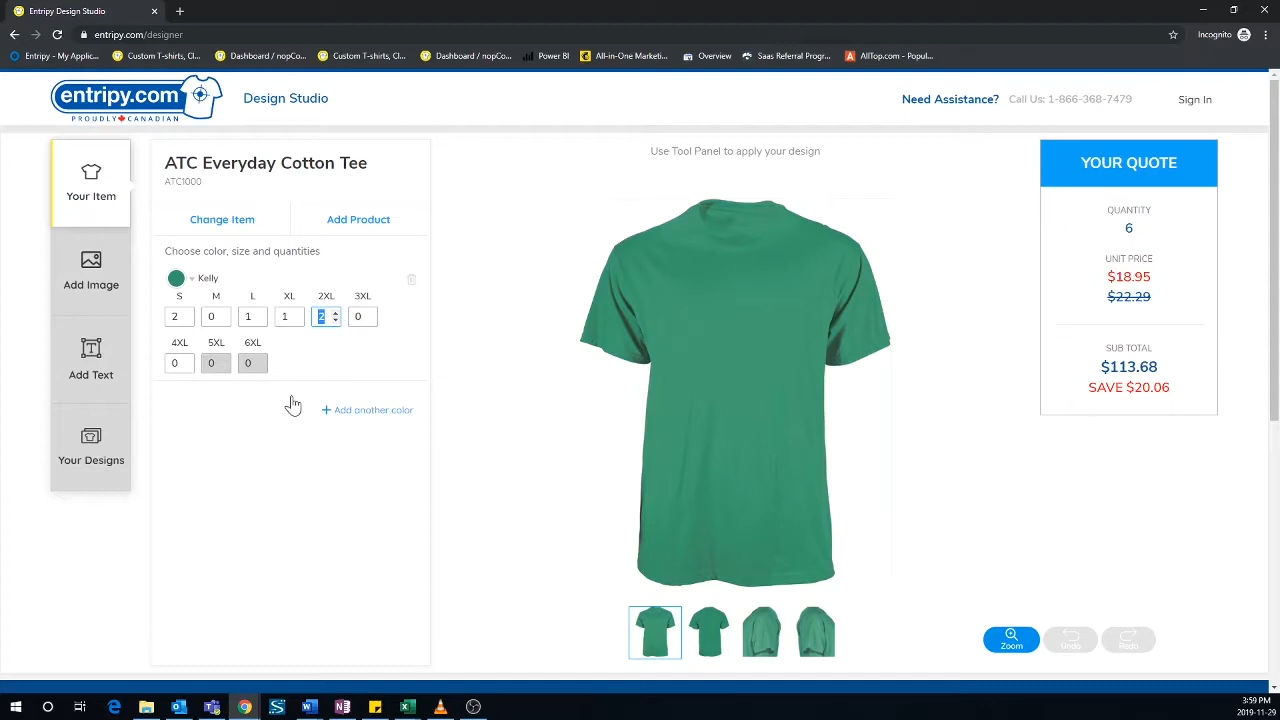 Entripy Design Studio
entripy.com/designer
Incognito
Entripy - My Applic...
Custom T-shirts, Cl...
Dashboard / nopCo...
Custom T-shirts, Cl...
Dashboard / nopCo...
Power BI
All-in-One Marketi...
Overview
Saas Referral Progr...
AllTop.com - Popul...
entripy.com
PROUDLY CANADIAN
Design Studio
Need Assistance? Call Us: 1-866-368-7479
Sign In
Your Item
Add Image
Add Text
Your Designs
ATC Everyday Cotton Tee
ATC1000
Change Item
Add Product
Choose color, size and quantities
Kelly
S M L XL 2XL 3XL
2 0 1 1 2 0
4XL 5XL 6XL
0 0 0
+ Add another color
Use Tool Panel to apply your design
Zoom
Undo
Redo
YOUR QUOTE
QUANTITY
6
UNIT PRICE
$18.95
$22.29
SUB TOTAL
$113.68
SAVE $20.06
3:59 PM
2019-11-29